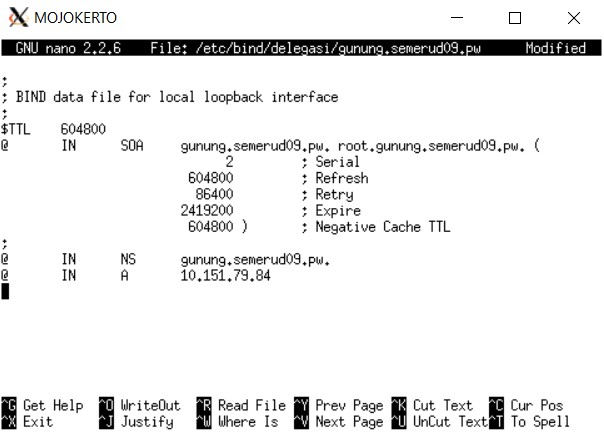 MOJOKERTO
GNU nano 2.2.6 File: /etc/bind/delegasi/gunung.semerud09.pw Modified
;
; BIND data file for local loopback interface
;
$TTL 604800
@ IN SOA gunung.semerud09.pw. root.gunung.semerud09.pw. (
2 ; Serial
604800 ; Refresh
86400 ; Retry
2419200 ; Expire
604800 ) ; Negative Cache TTL
;
@ IN NS gunung.semerud09.pw.
@ IN A 10.151.79.84
^G Get Help ^O WriteOut ^R Read File ^Y Prev Page ^K Cut Text ^C Cur Pos
^X Exit ^J Justify ^W Where Is ^V Next Page ^U UnCut Text ^T To Spell